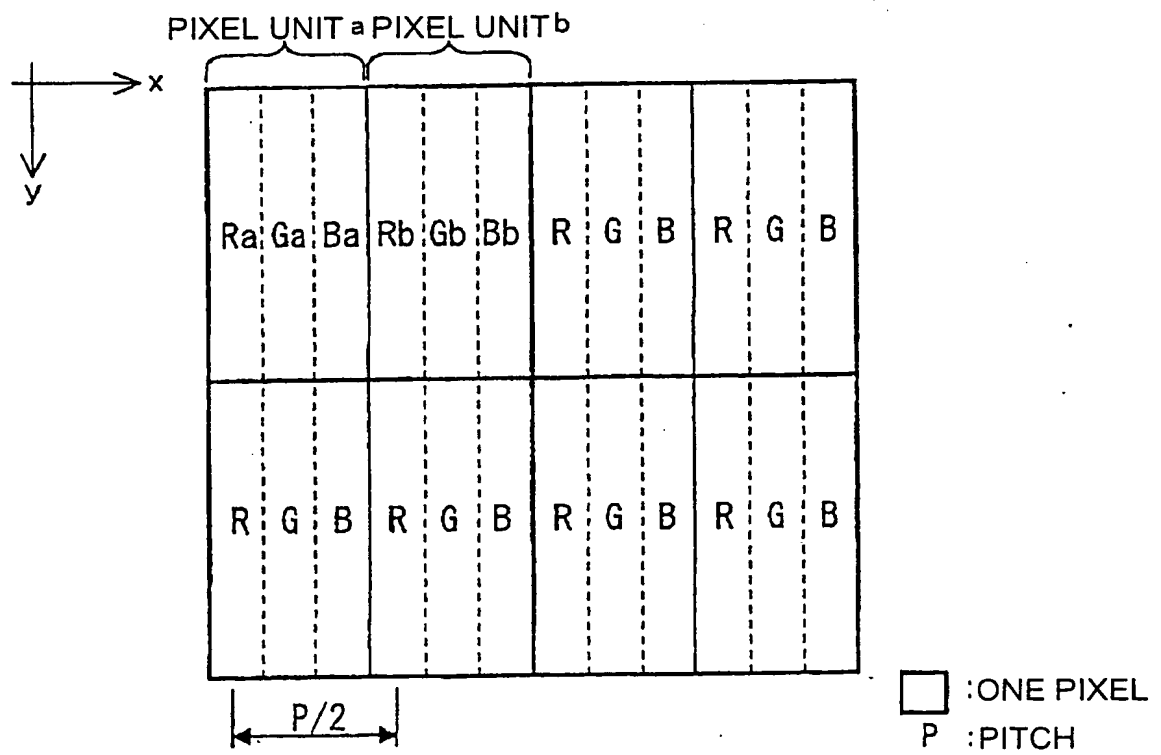 PIXEL UNIT a PIXEL UNIT b
x
y
Ra Ga Ba Rb Gb Bb R G B R G B
R G B R G B R G B R G B
P/2
:ONE PIXEL
P :PITCH